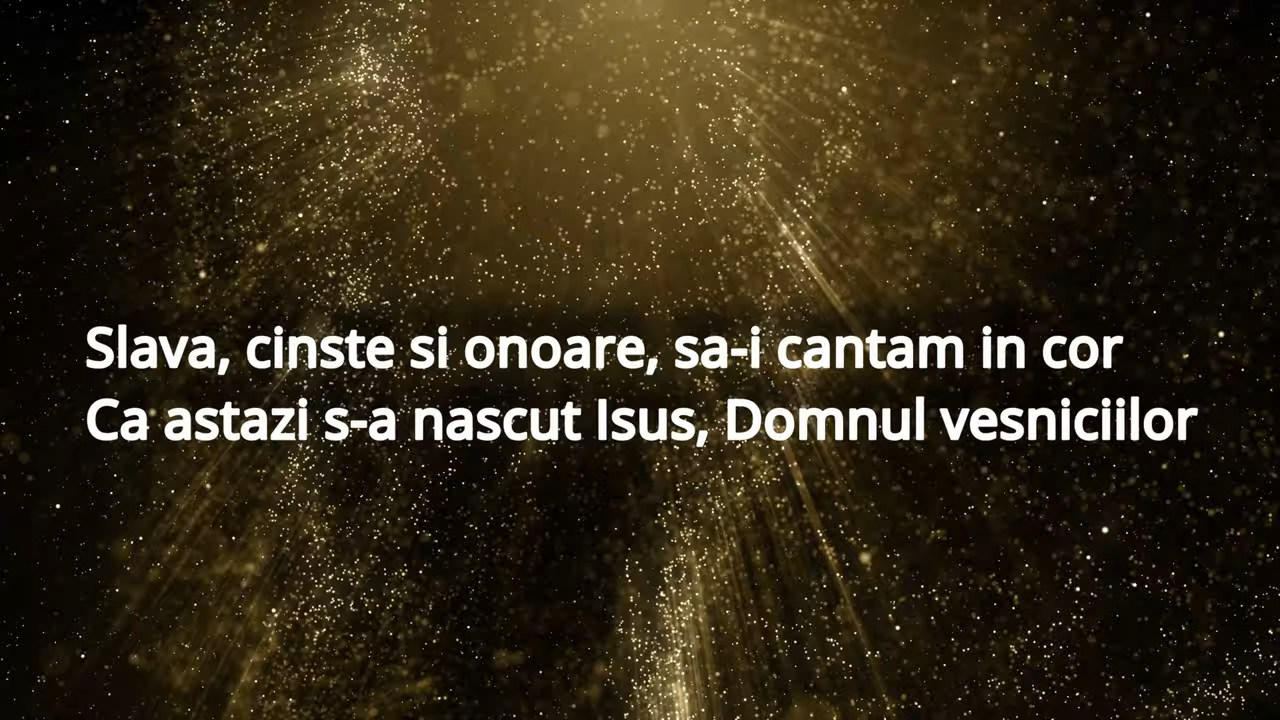 Slava, cinste si onoare, sa-i cantam in cor
Ca astazi s-a nascut Isus, Domnul vesniciilor